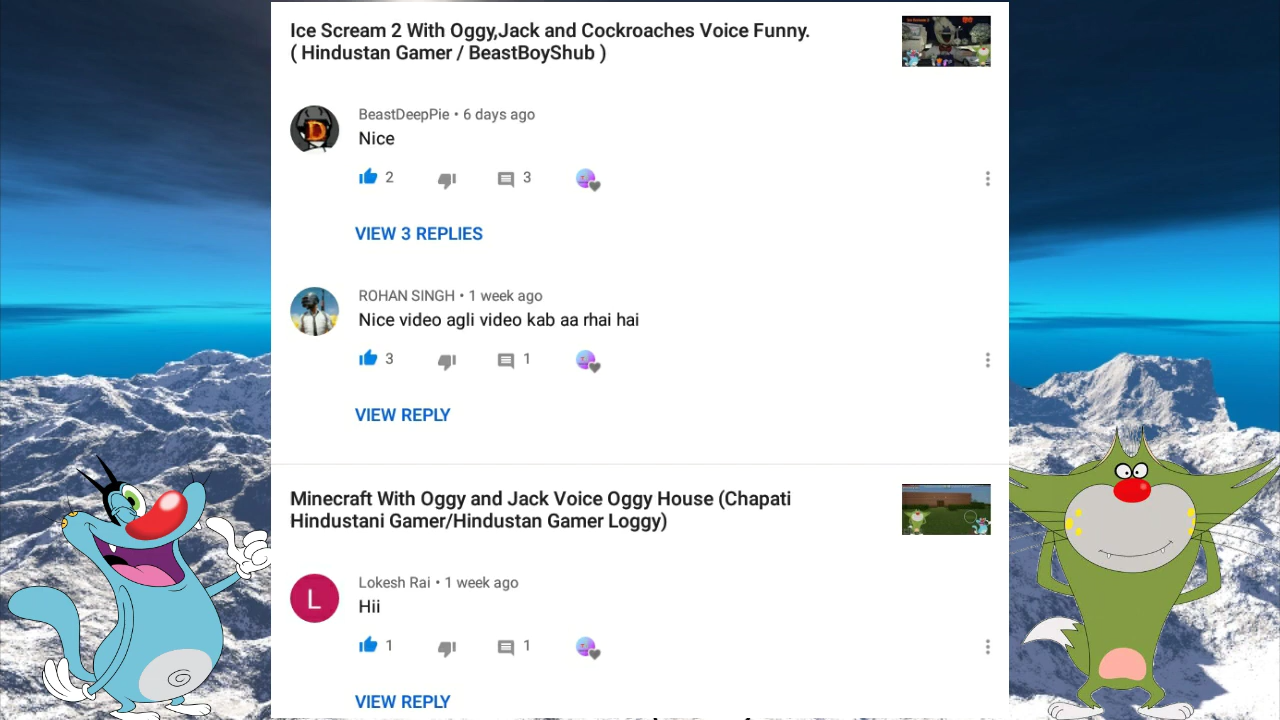 Ice Scream 2 With Oggy,Jack and Cockroaches Voice Funny.
( Hindustan Gamer / BeastBoyShub )
BeastDeepPie • 6 days ago
Nice
2
3
VIEW 3 REPLIES
ROHAN SINGH • 1 week ago
Nice video agli video kab aa rhai hai
3
1
VIEW REPLY
Minecraft With Oggy and Jack Voice Oggy House (Chapati
Hindustani Gamer/Hindustan Gamer Loggy)
L
Lokesh Rai • 1 week ago
Hii
1
1
VIEW REPLY